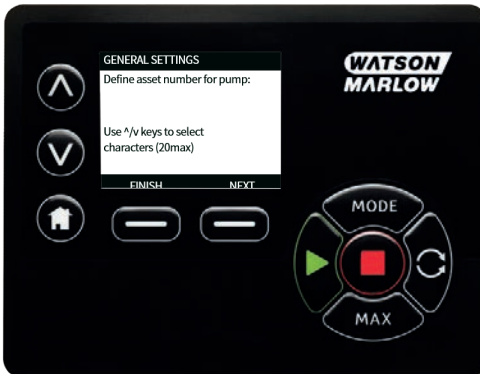 GENERAL SETTINGS
Define asset number for pump:
Use ^/v keys to select
characters (20max)
FINISH NEXT
WATSON
MARLOW
MODE
MAX